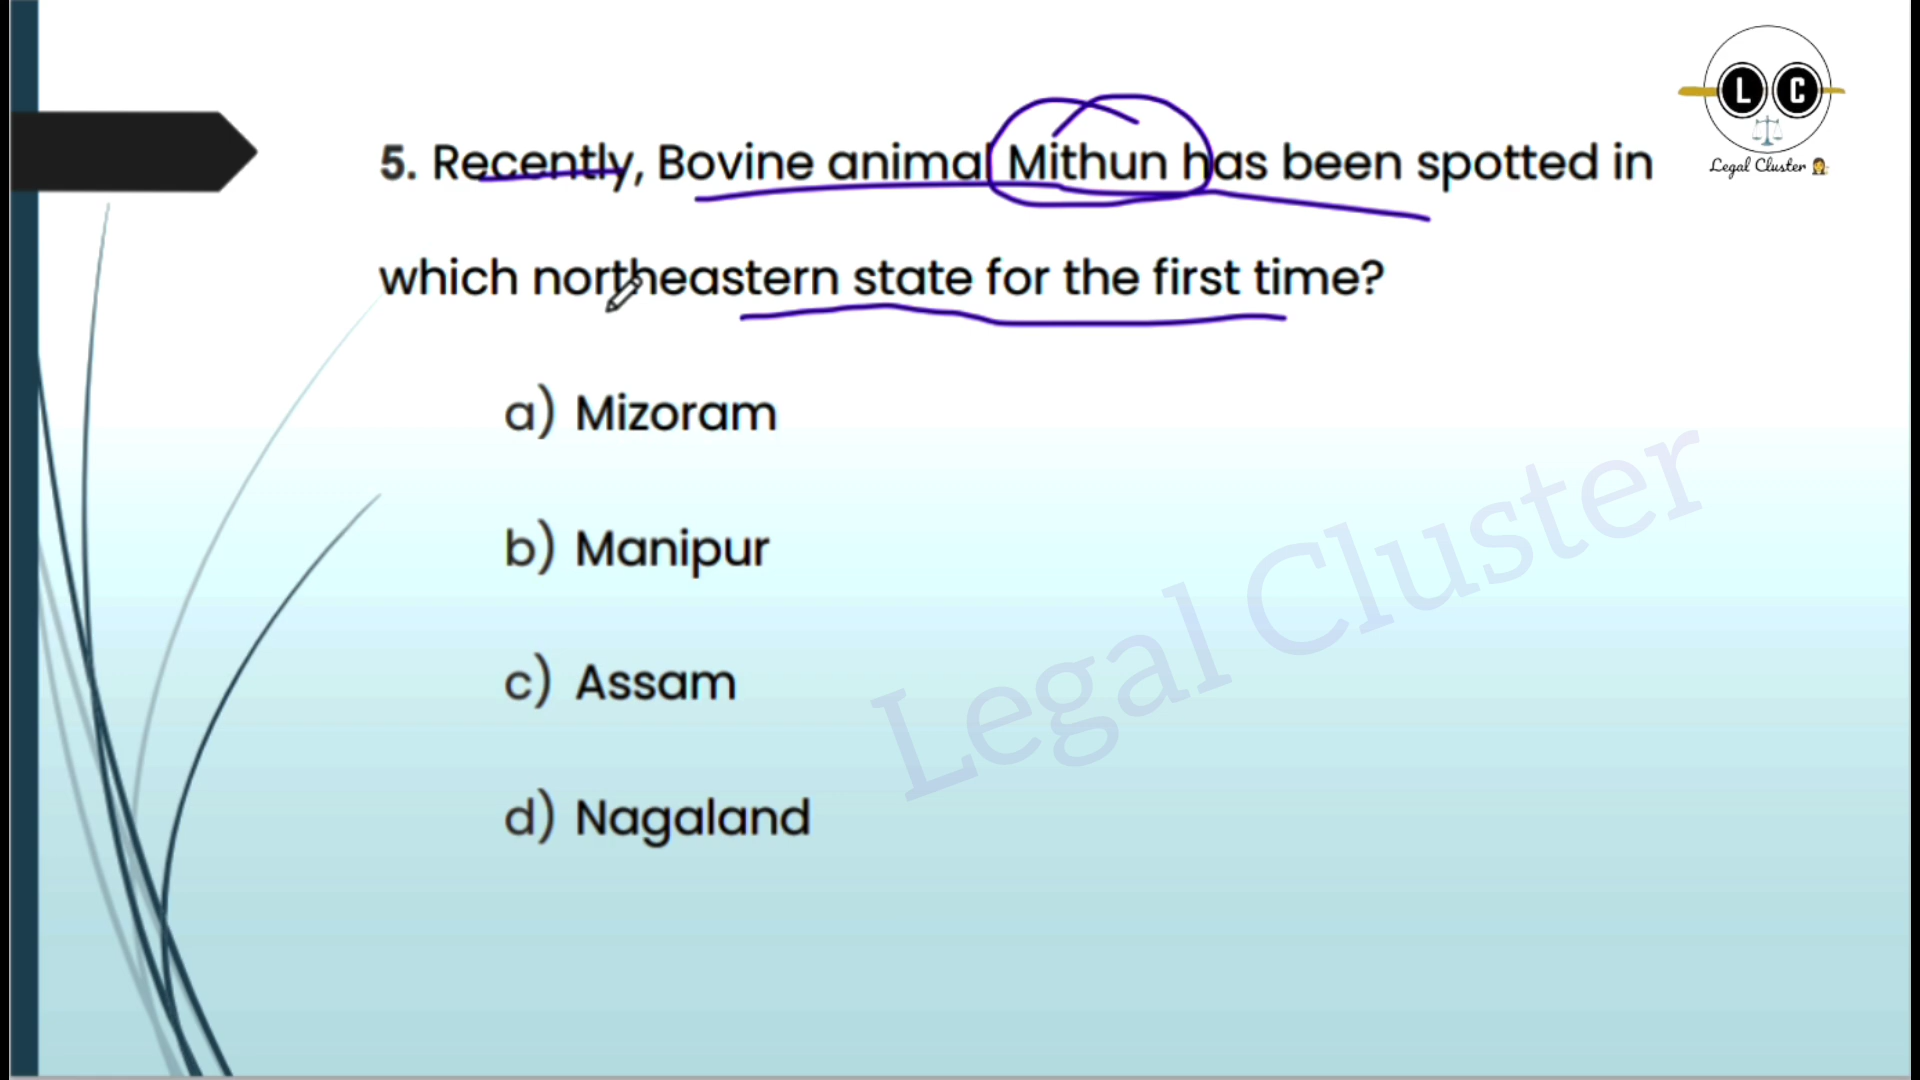 L C
Legal Cluster
5. Recently, Bovine animal Mithun has been spotted in
which northeastern state for the first time?
a) Mizoram
b) Manipur
c) Assam
d) Nagaland
Legal Cluster